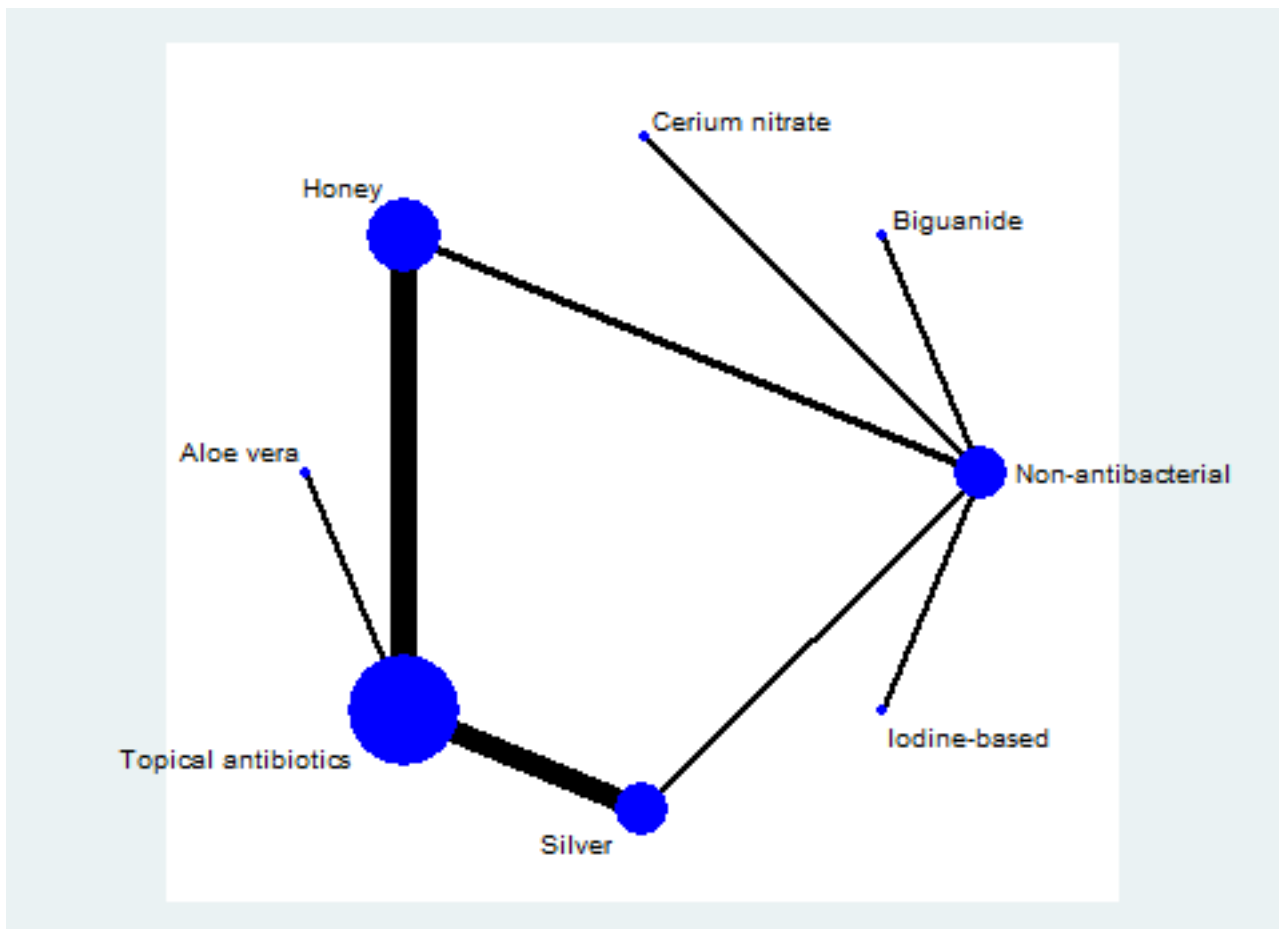 Cerium nitrate
Honey
Biguanide
Aloe vera
Non-antibacterial
Iodine-based
Topical antibiotics
Silver